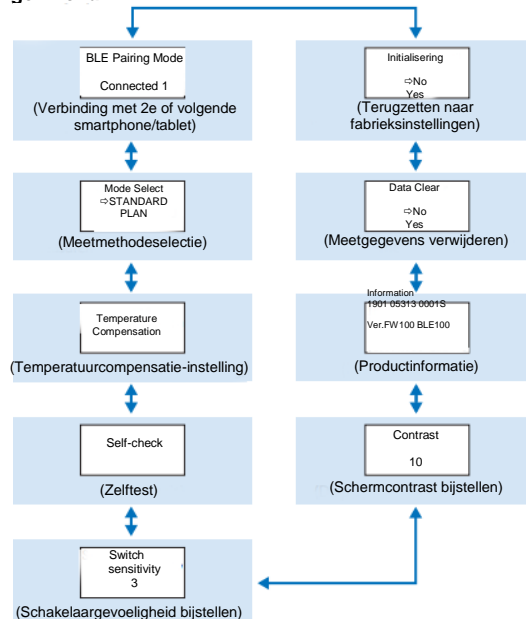 BLE Pairing Mode
Connected 1
(Verbinding met 2e of volgende
smartphone/tablet)
Mode Select
⇨STANDARD
PLAN
(Meetmethodeselectie)
Temperature
Compensation
(Temperatuurcompensatie-instelling)
Self-check
(Zelftest)
Switch
sensitivity
3
(Schakelaargevoeligheid bijstellen)
Initialisering
⇨No
Yes
(Terugzetten naar
fabrieksinstellingen)
Data Clear
⇨No
Yes
(Meetgegevens verwijderen)
Information
1901 05313 0001S
Ver.FW100 BLE100
(Productinformatie)
Contrast
10
(Schermcontrast bijstellen)